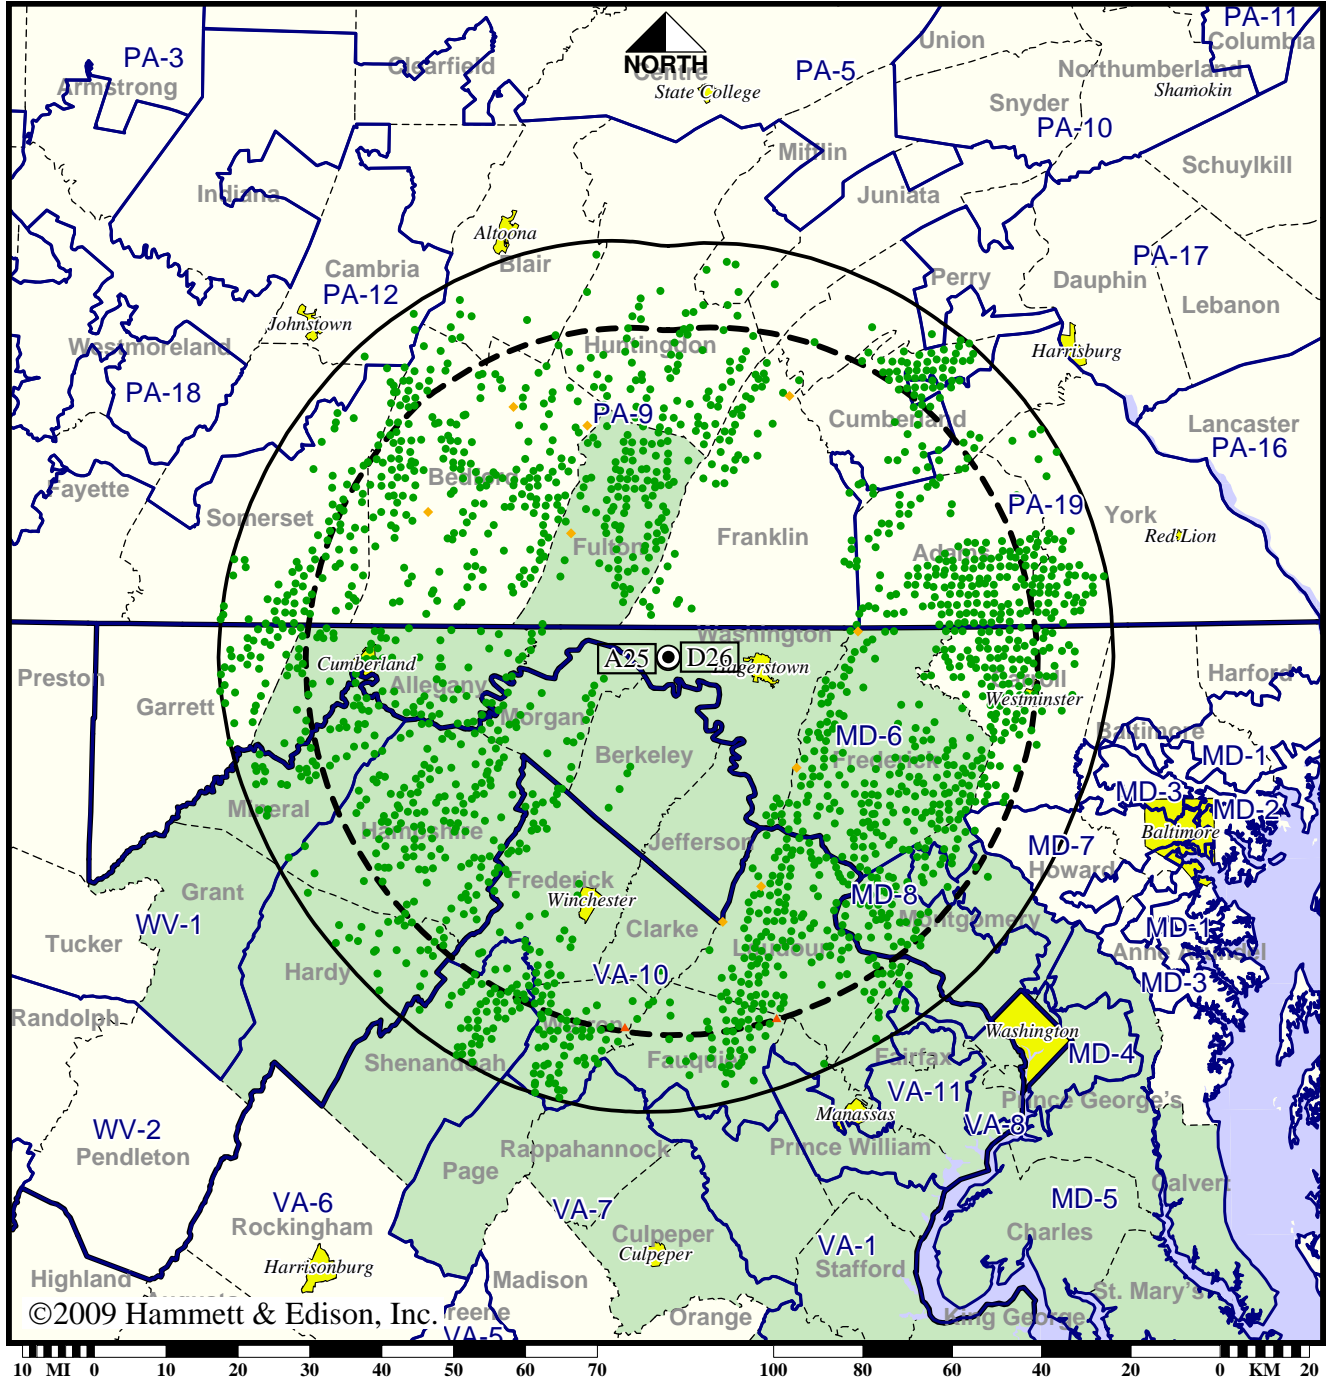 PA-11
Columbia
Union
PA-3
Clearfield
NORTH
Centre
PA-5
Northumberland
Armstrong
State College
Shamokin
Snyder
PA-10
Mifflin
Schuylkill
Indiana
Juniata
Altoona
Blair
Cambria
PA-12
Perry
Dauphin
PA-17
Lebanon
Johnstown
Westmoreland
Huntingdon
Harrisburg
PA-18
PA-9
Cumberland
Lancaster
PA-16
Bedford
Fayette
Somerset
PA-19
York
Franklin
Red Lion
Fulton
Adams
Washington
A25
D26
Hagerstown
Cumberland
Preston
Allegany
Carroll
Harford
Westminster
Garrett
Morgan
MD-6
Baltimore
Berkeley
Frederick
MD-1
MD-3
MD-2
Mineral
Hampshire
Baltimore
Jefferson
MD-7
Howard
Frederick
Grant
Winchester
MD-8
Montgomery
WV-1
Clarke
MD-1
Tucker
Loudoun
Anne Arundel
Hardy
VA-10
MD-3
Randolph
Warren
Washington
Shenandoah
Fauquier
Fairfax
MD-4
VA-11
Prince George's
Manassas
VA-8
WV-2
Pendleton
Rappahannock
Prince William
Page
Calvert
VA-6
Rockingham
VA-7
MD-5
Culpeper
Charles
Culpeper
VA-1
Stafford
Harrisonburg
Highland
Madison
St. Mary's
©2009 Hammett & Edison, Inc.
reene
Orange
King George
VA-5
10 MI 0 10 20 30 40 50 60 70 100 80 60 40 20 0 KM 20